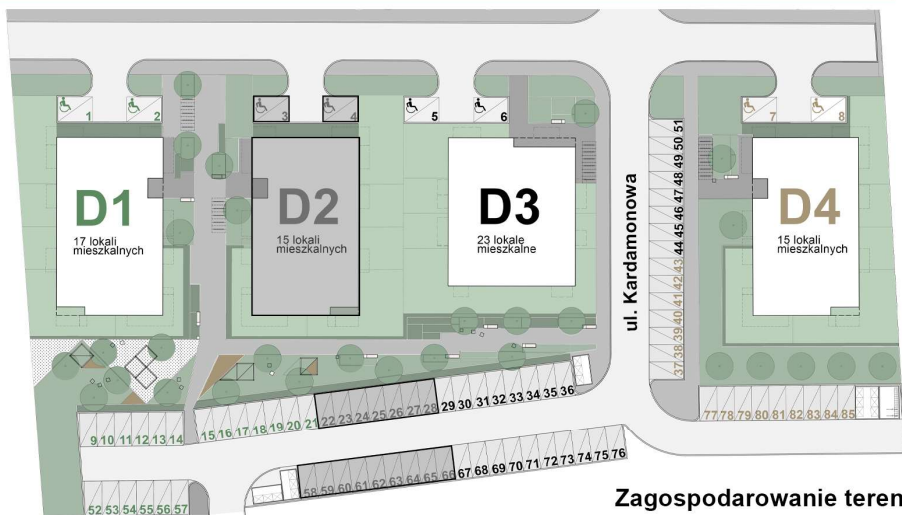 1
2
3
4
5
6
7
8
D1
17 lokali
mieszkalnych
D2
15 lokali
mieszkalnych
D3
23 lokale
mieszkalne
D4
15 lokali
mieszkalnych
ul. Kardamonowa
37 38 39 40 41 42 43 44 45 46 47 48 49 50 51
9 10 11 12 13 14
15 16 17 18 19 20 21 22 23 24 25 26 27 28 29 30 31 32 33 34 35 36
77 78 79 80 81 82 83 84 85
52 53 54 55 56 57
58 59 60 61 62 63 64 65 66 67 68 69 70 71 72 73 74 75 76
Zagospodarowanie teren